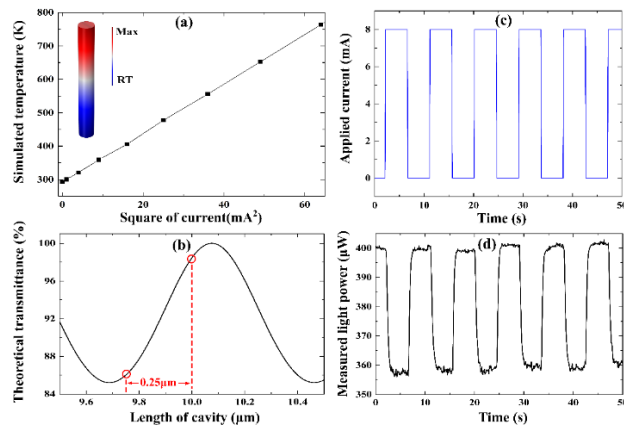 (a)
Max
RT
Simulated temperature (K)
800
700
600
500
400
300
0
20
40
60
Square of current(mA²)
(b)
Theoretical transmittance (%)
100
96
92
88
84
0.25μm
9.6
9.8
10.0
10.2
10.4
Length of cavity (μm)
(c)
Applied current (mA)
8
6
4
2
0
0
10
20
30
40
50
Time (s)
(d)
Measured light power (μW)
410
400
390
380
370
360
350
0
10
20
30
40
50
Time (s)